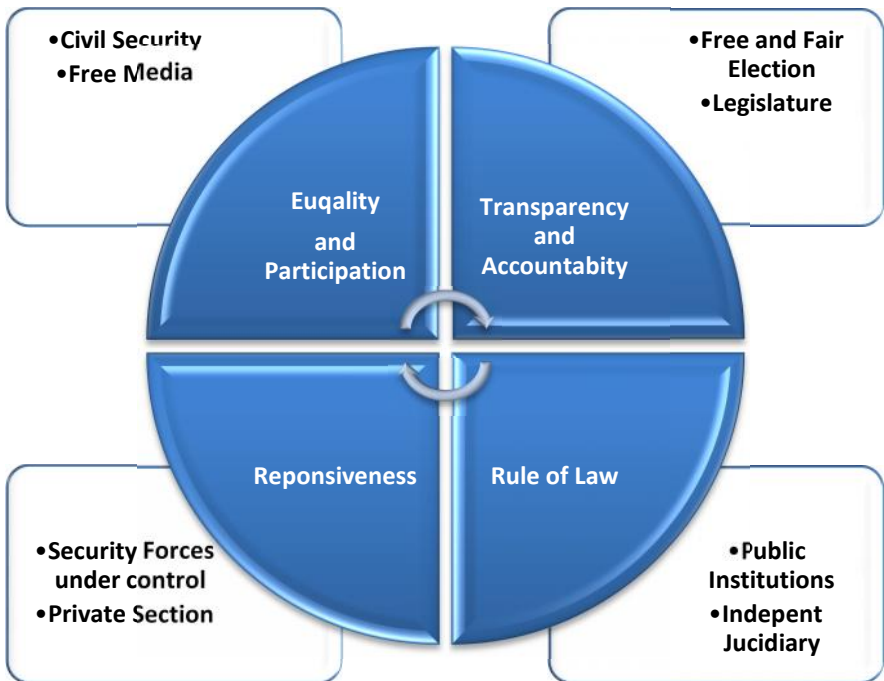 •Civil Security
•Free Media
•Free and Fair
Election
•Legislature
Euqality
and
Participation
Transparency
and
Accountabity
Reponsiveness
Rule of Law
•Security Forces
under control
•Private Section
•Public
Institutions
•Indepent
Jucidiary